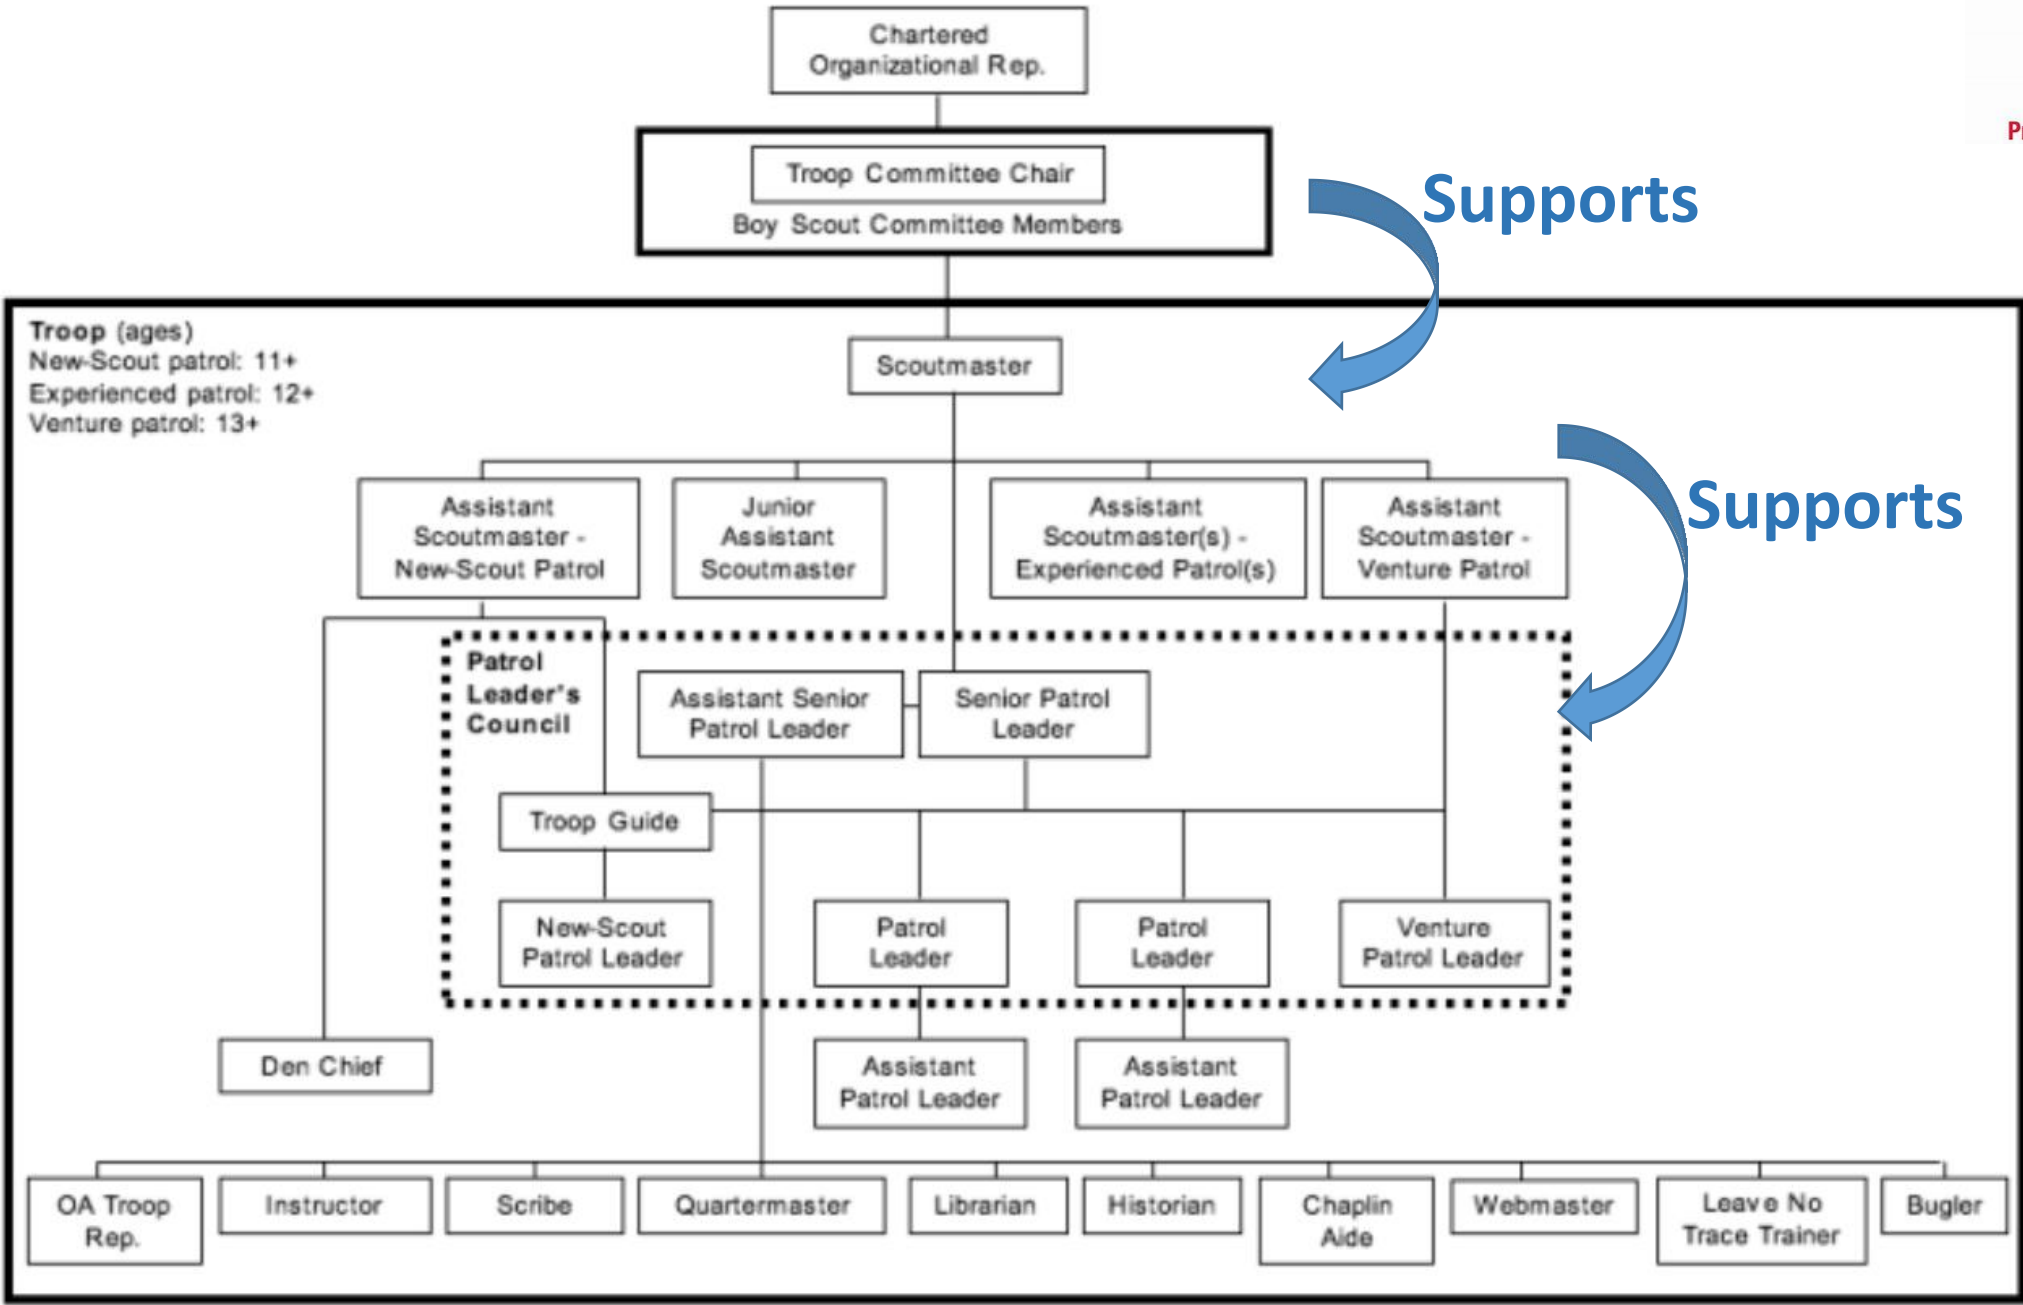 Chartered
Organizational Rep.
Troop Committee Chair
Boy Scout Committee Members
Supports
Troop (ages)
New-Scout patrol: 11+
Experienced patrol: 12+
Venture patrol: 13+
Scoutmaster
Supports
Assistant
Scoutmaster -
New-Scout Patrol
Junior
Assistant
Scoutmaster
Assistant
Scoutmaster(s) -
Experienced Patrol(s)
Assistant
Scoutmaster -
Venture Patrol
Patrol
Leader's
Council
Assistant Senior
Patrol Leader
Senior Patrol
Leader
Troop Guide
New-Scout
Patrol Leader
Patrol
Leader
Patrol
Leader
Venture
Patrol Leader
Den Chief
Assistant
Patrol Leader
Assistant
Patrol Leader
OA Troop
Rep.
Instructor
Scribe
Quartermaster
Librarian
Historian
Chaplin
Aide
Webmaster
Leave No
Trace Trainer
Bugler